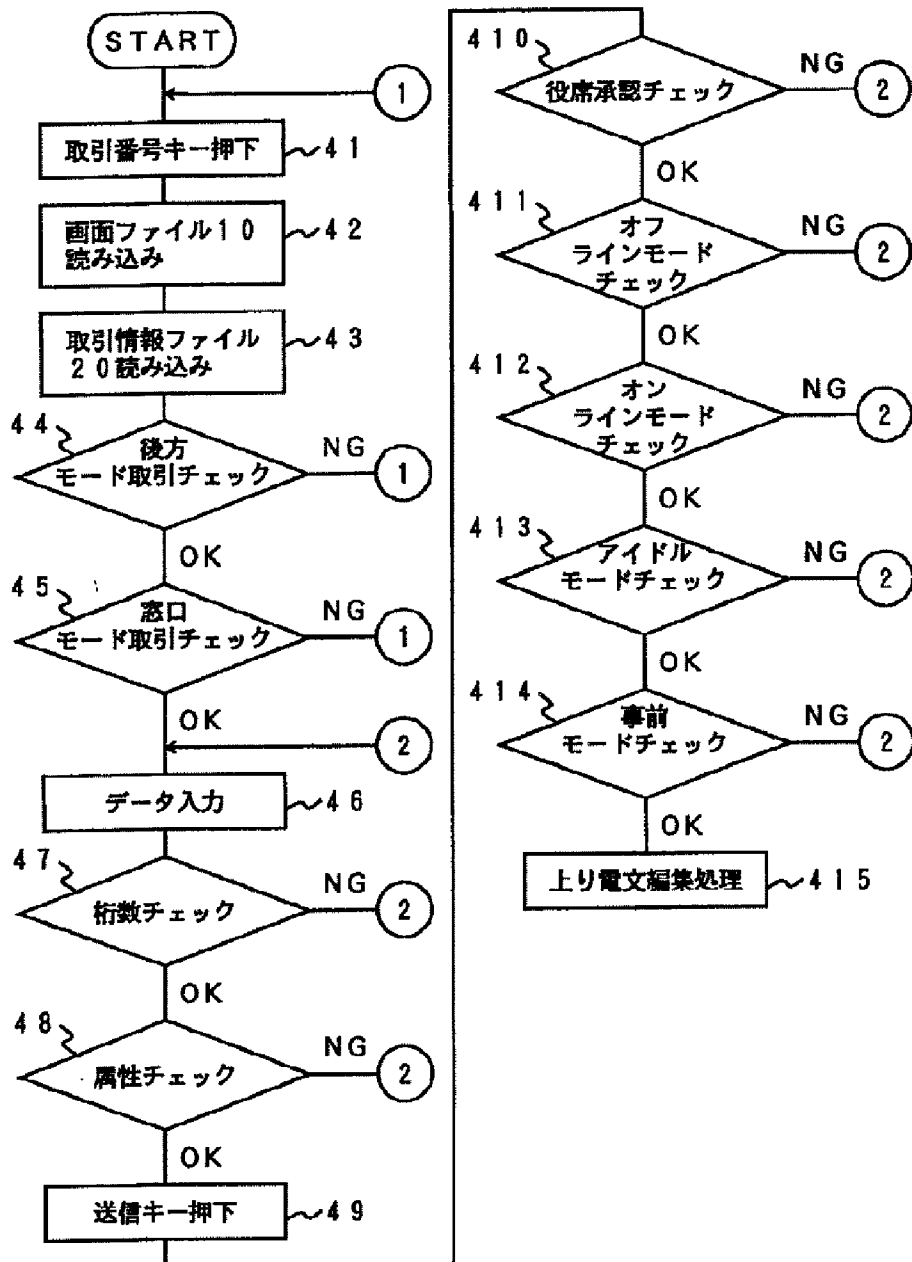 START
1
取引番号キー押下
41
画面ファイル10
読み込み
42
取引情報ファイル
20読み込み
43
44
後方
モード取引チェック
NG
1
OK
45
窓口
モード取引チェック
NG
1
OK
2
データ入力
46
47
桁数チェック
NG
2
OK
48
属性チェック
NG
2
OK
送信キー押下
49
410
役席承認チェック
NG
2
OK
411
オフ
ラインモード
チェック
NG
2
OK
412
オン
ラインモード
チェック
NG
2
OK
413
アイドル
モードチェック
NG
2
OK
414
事前
モードチェック
NG
2
OK
上り電文編集処理
415